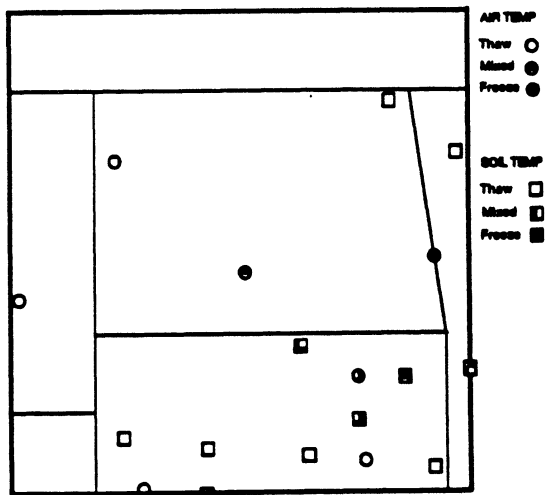 AIR TEMP
Thaw
Mixed
Freeze
SOIL TEMP
Thaw
Mixed
Freeze